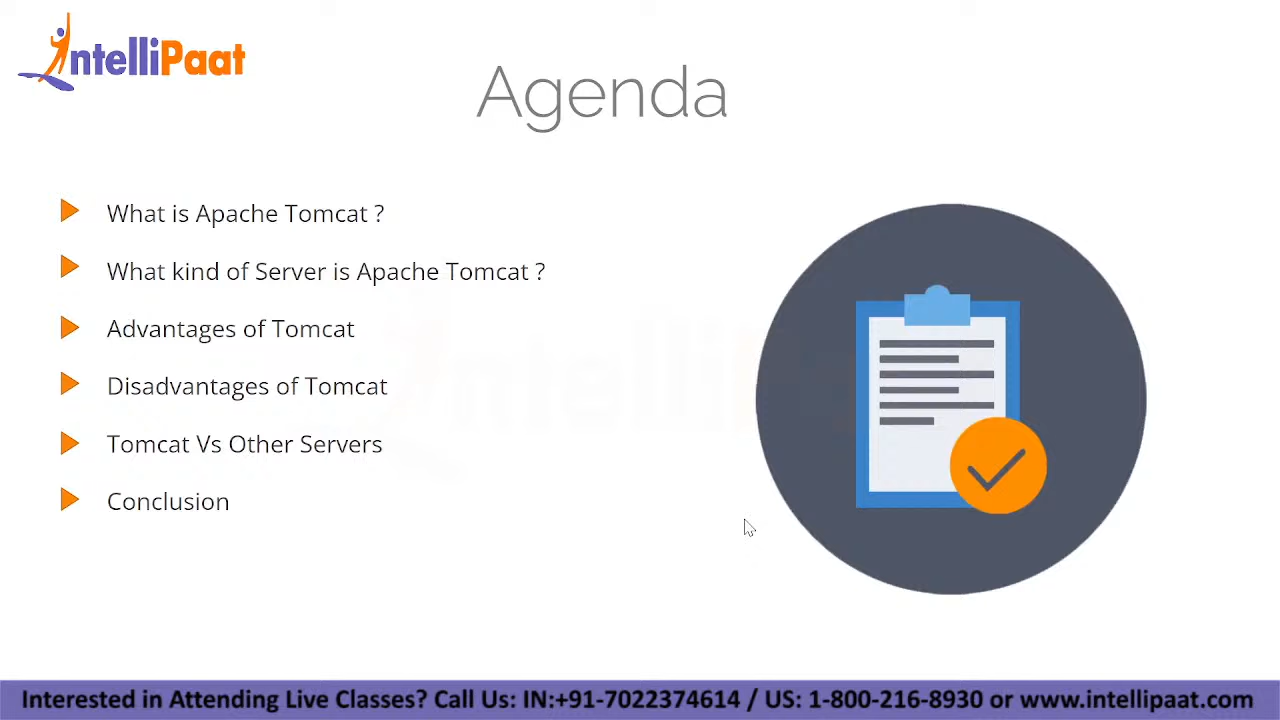 IntelliPaat
Agenda
What is Apache Tomcat ?
What kind of Server is Apache Tomcat ?
Advantages of Tomcat
Disadvantages of Tomcat
Tomcat Vs Other Servers
Conclusion
Interested in Attending Live Classes? Call Us: IN:+91-7022374614 / US: 1-800-216-8930 or www.intellipaat.com